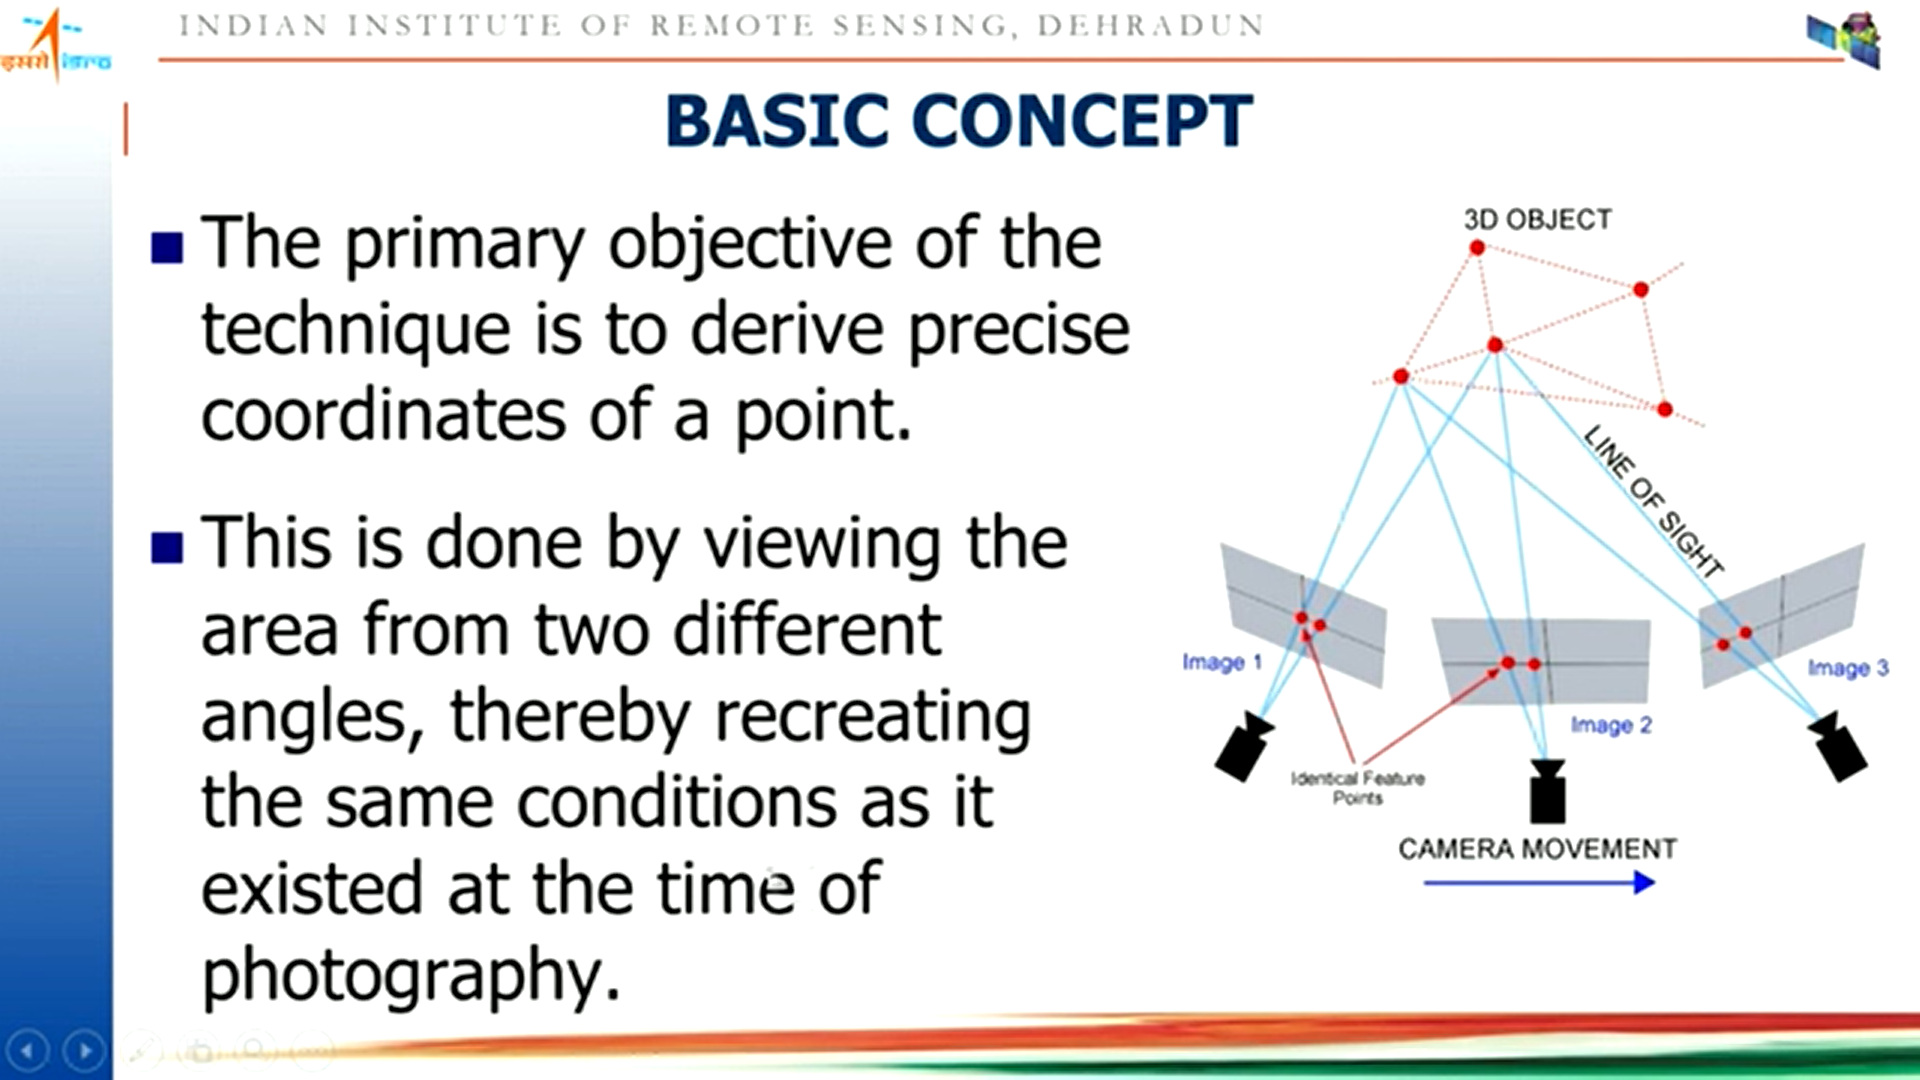 INDIAN INSTITUTE OF REMOTE SENSING, DEHRADUN
इसरो isro
BASIC CONCEPT
The primary objective of the
technique is to derive precise
coordinates of a point.
This is done by viewing the
area from two different
angles, thereby recreating
the same conditions as it
existed at the time of
photography.
3D OBJECT
LINE OF SIGHT
Image 1
Image 2
Image 3
Identical Feature
Points
CAMERA MOVEMENT